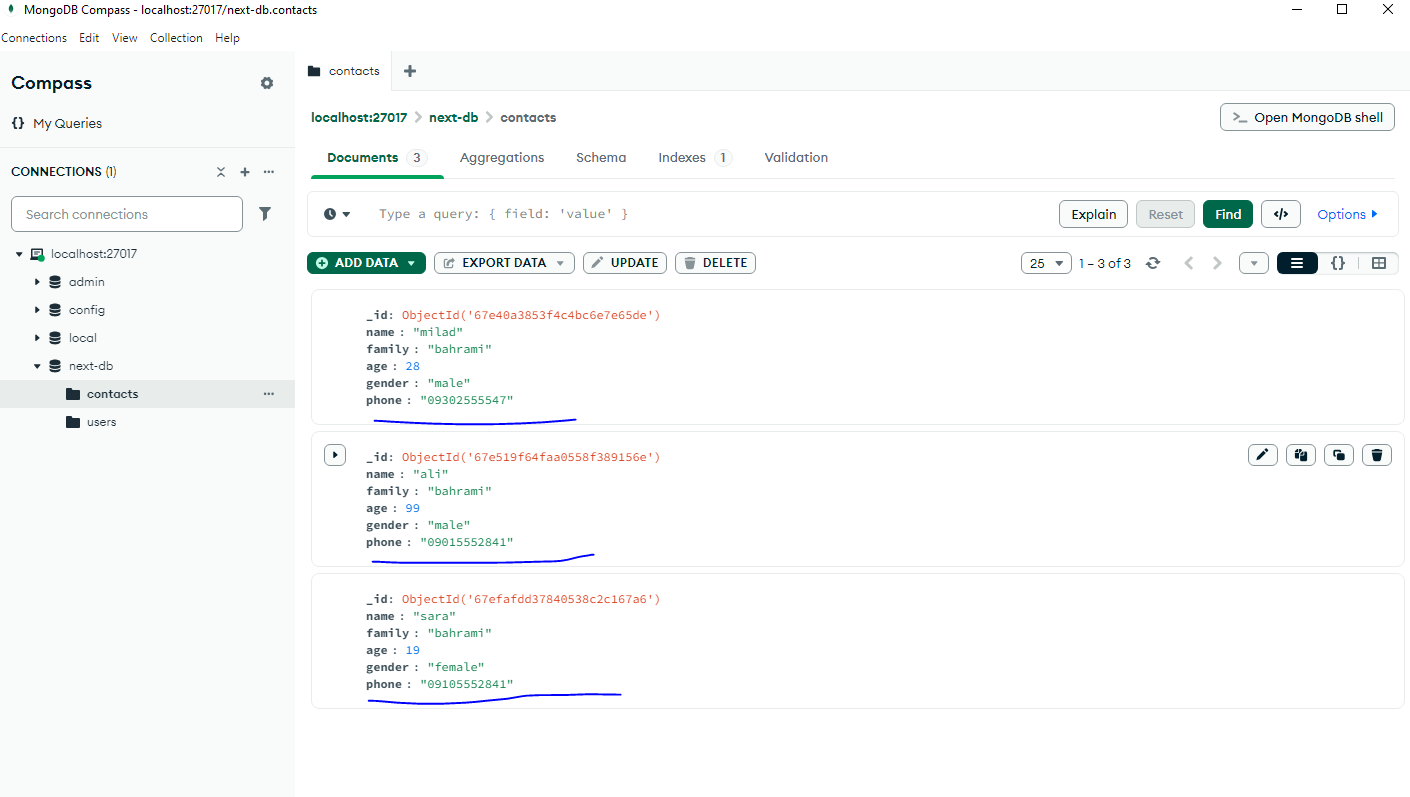 MongoDB Compass - localhost:27017/next-db.contacts
Connections Edit View Collection Help
Compass
{} My Queries
CONNECTIONS (1)
Search connections
localhost:27017
admin
config
local
next-db
contacts
users
contacts
localhost:27017 > next-db > contacts
>_ Open MongoDB shell
Documents 3 Aggregations Schema Indexes 1 Validation
Type a query: { field: 'value' }
Explain Reset Find </> Options
ADD DATA EXPORT DATA UPDATE DELETE
25 1 – 3 of 3 {}
_id: ObjectId('67e40a3853f4c4bc6e7e65de')
name : "milad"
family : "bahrami"
age : 28
gender : "male"
phone : "09302555547"
_id: ObjectId('67e519f64faa0558f389156e')
name : "ali"
family : "bahrami"
age : 99
gender : "male"
phone : "09015552841"
_id: ObjectId('67efafdd37840538c2c167a6')
name : "sara"
family : "bahrami"
age : 19
gender : "female"
phone : "09105552841"